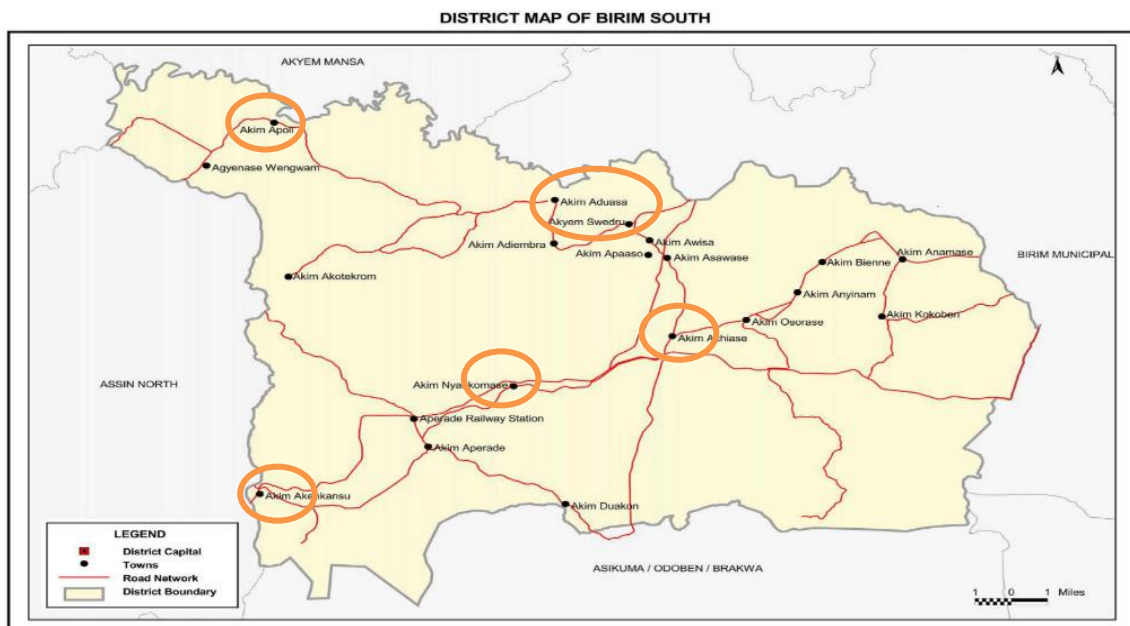 DISTRICT MAP OF BIRIM SOUTH
AKYEM MANSA
Akim Apoli
Agyenase Wengwam
Akim Aduasa
Akyem Swedru
Akim Adiembra
Akim Awisa
Akim Apaaso
Akim Asawase
Akim Anamase
Akim Bienne
BIRIM MUNICIPAL
Akim Akotekrom
Akim Anyinam
Akim Osorase
Akim Kokoben
Akim Achiase
ASSIN NORTH
Akim Nyankomase
Aperade Railway Station
Akim Aperade
Akim Akenkansu
Akim Duakon
LEGEND
District Capital
Towns
Road Network
District Boundary
ASIKUMA / ODOBEN / BRAKWA
1 0 1 Miles